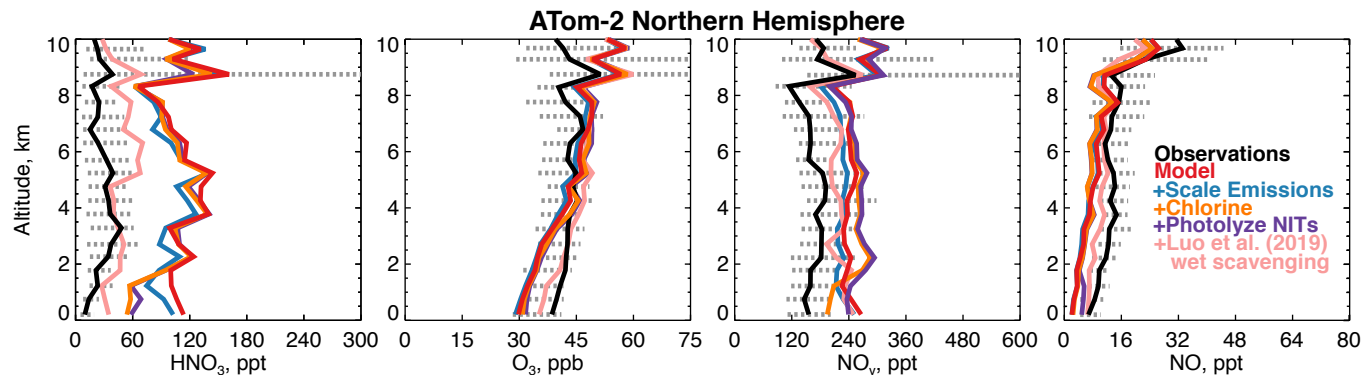 ATom-2 Northern Hemisphere
Altitude, km
10
8
6
4
2
0
0 60 120 180 240 300
HNO₃, ppt
10
8
6
4
2
0
0 15 30 45 60 75
O₃, ppb
10
8
6
4
2
0
0 120 240 360 480 600
NOᵧ, ppt
10
8
6
4
2
0
0 16 32 48 64 80
NO, ppt
Observations
Model
+Scale Emissions
+Chlorine
+Photolyze NITs
+Luo et al. (2019)
wet scavenging